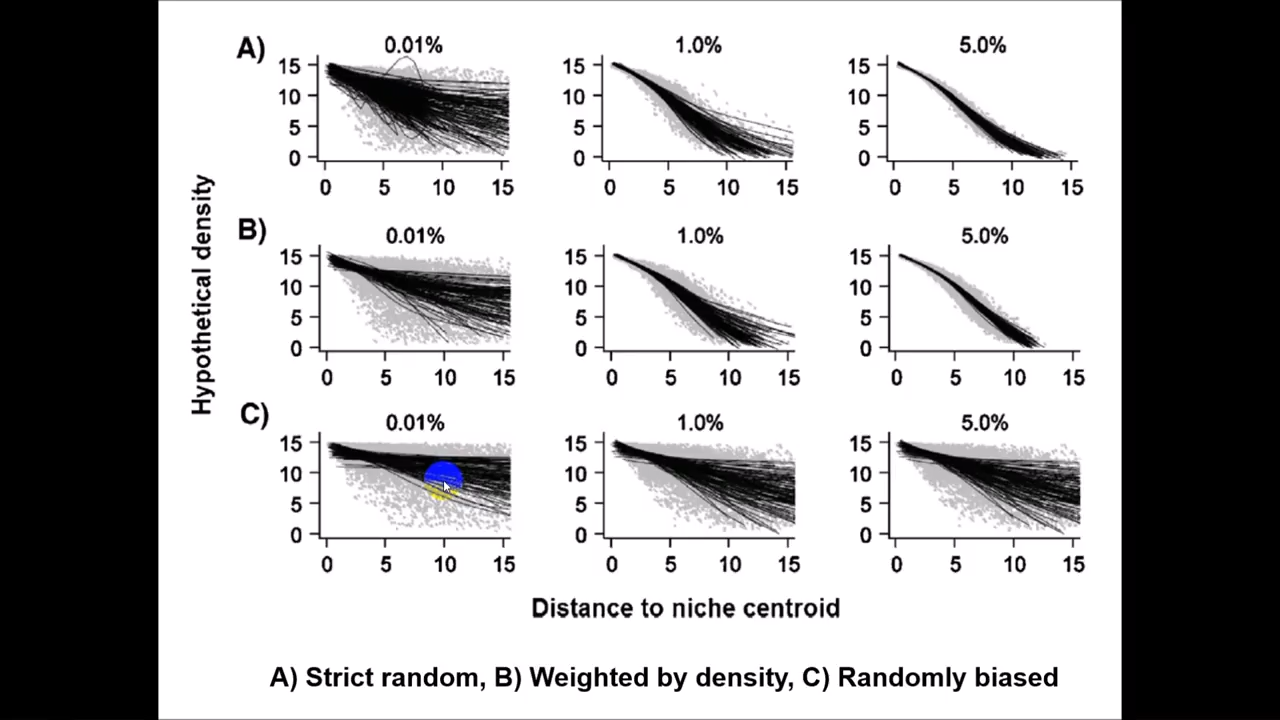 A)
0.01% 1.0% 5.0%
15 15 15
10 10 10
5 5 5
0 0 0
0 5 10 15 0 5 10 15 0 5 10 15
Hypothetical density
B)
0.01% 1.0% 5.0%
15 15 15
10 10 10
5 5 5
0 0 0
0 5 10 15 0 5 10 15 0 5 10 15
C)
0.01% 1.0% 5.0%
15 15 15
10 10 10
5 5 5
0 0 0
0 5 10 15 0 5 10 15 0 5 10 15
Distance to niche centroid
A) Strict random, B) Weighted by density, C) Randomly biased